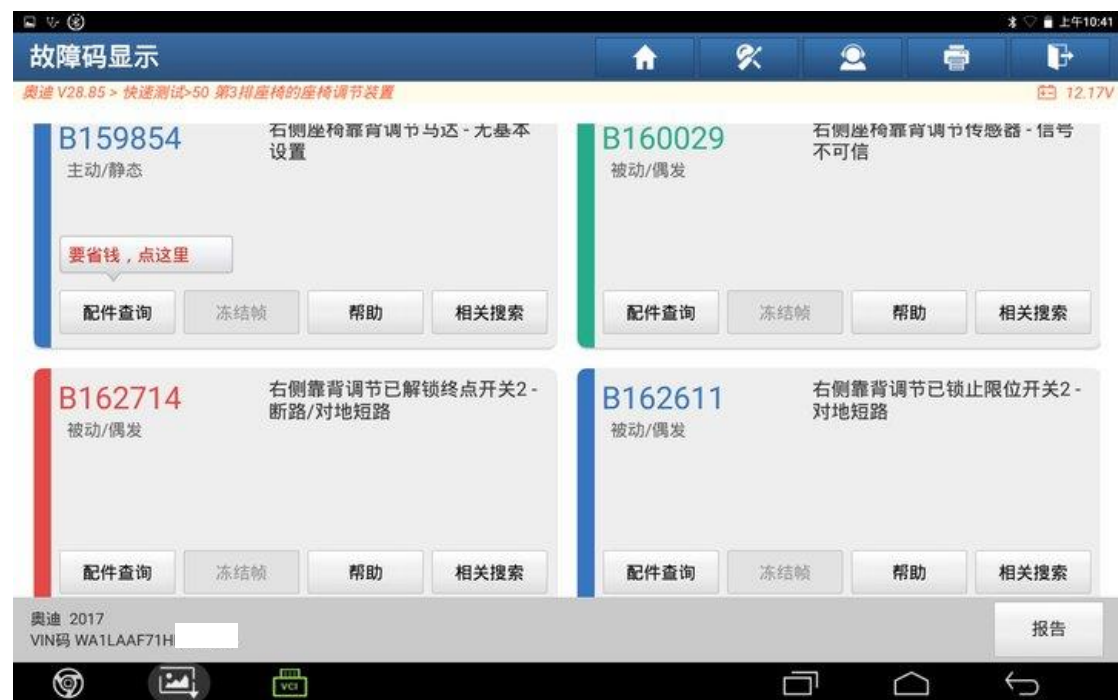 上午10:41
故障码显示
奥迪 V28.85 > 快速测试>50 第3排座椅的座椅调节装置
12.17V
B159854
右侧座椅靠背调节马达 - 无基本
设置
主动/静态
要省钱，点这里
配件查询
冻结帧
帮助
相关搜索
B160029
右侧座椅靠背调节传感器 - 信号
不可信
被动/偶发
配件查询
冻结帧
帮助
相关搜索
B162714
右侧靠背调节已解锁终点开关2 -
断路/对地短路
被动/偶发
配件查询
冻结帧
帮助
相关搜索
B162611
右侧靠背调节已锁止限位开关2 -
对地短路
被动/偶发
配件查询
冻结帧
帮助
相关搜索
奥迪 2017
VIN码 WA1LAAF71H
报告
VCI